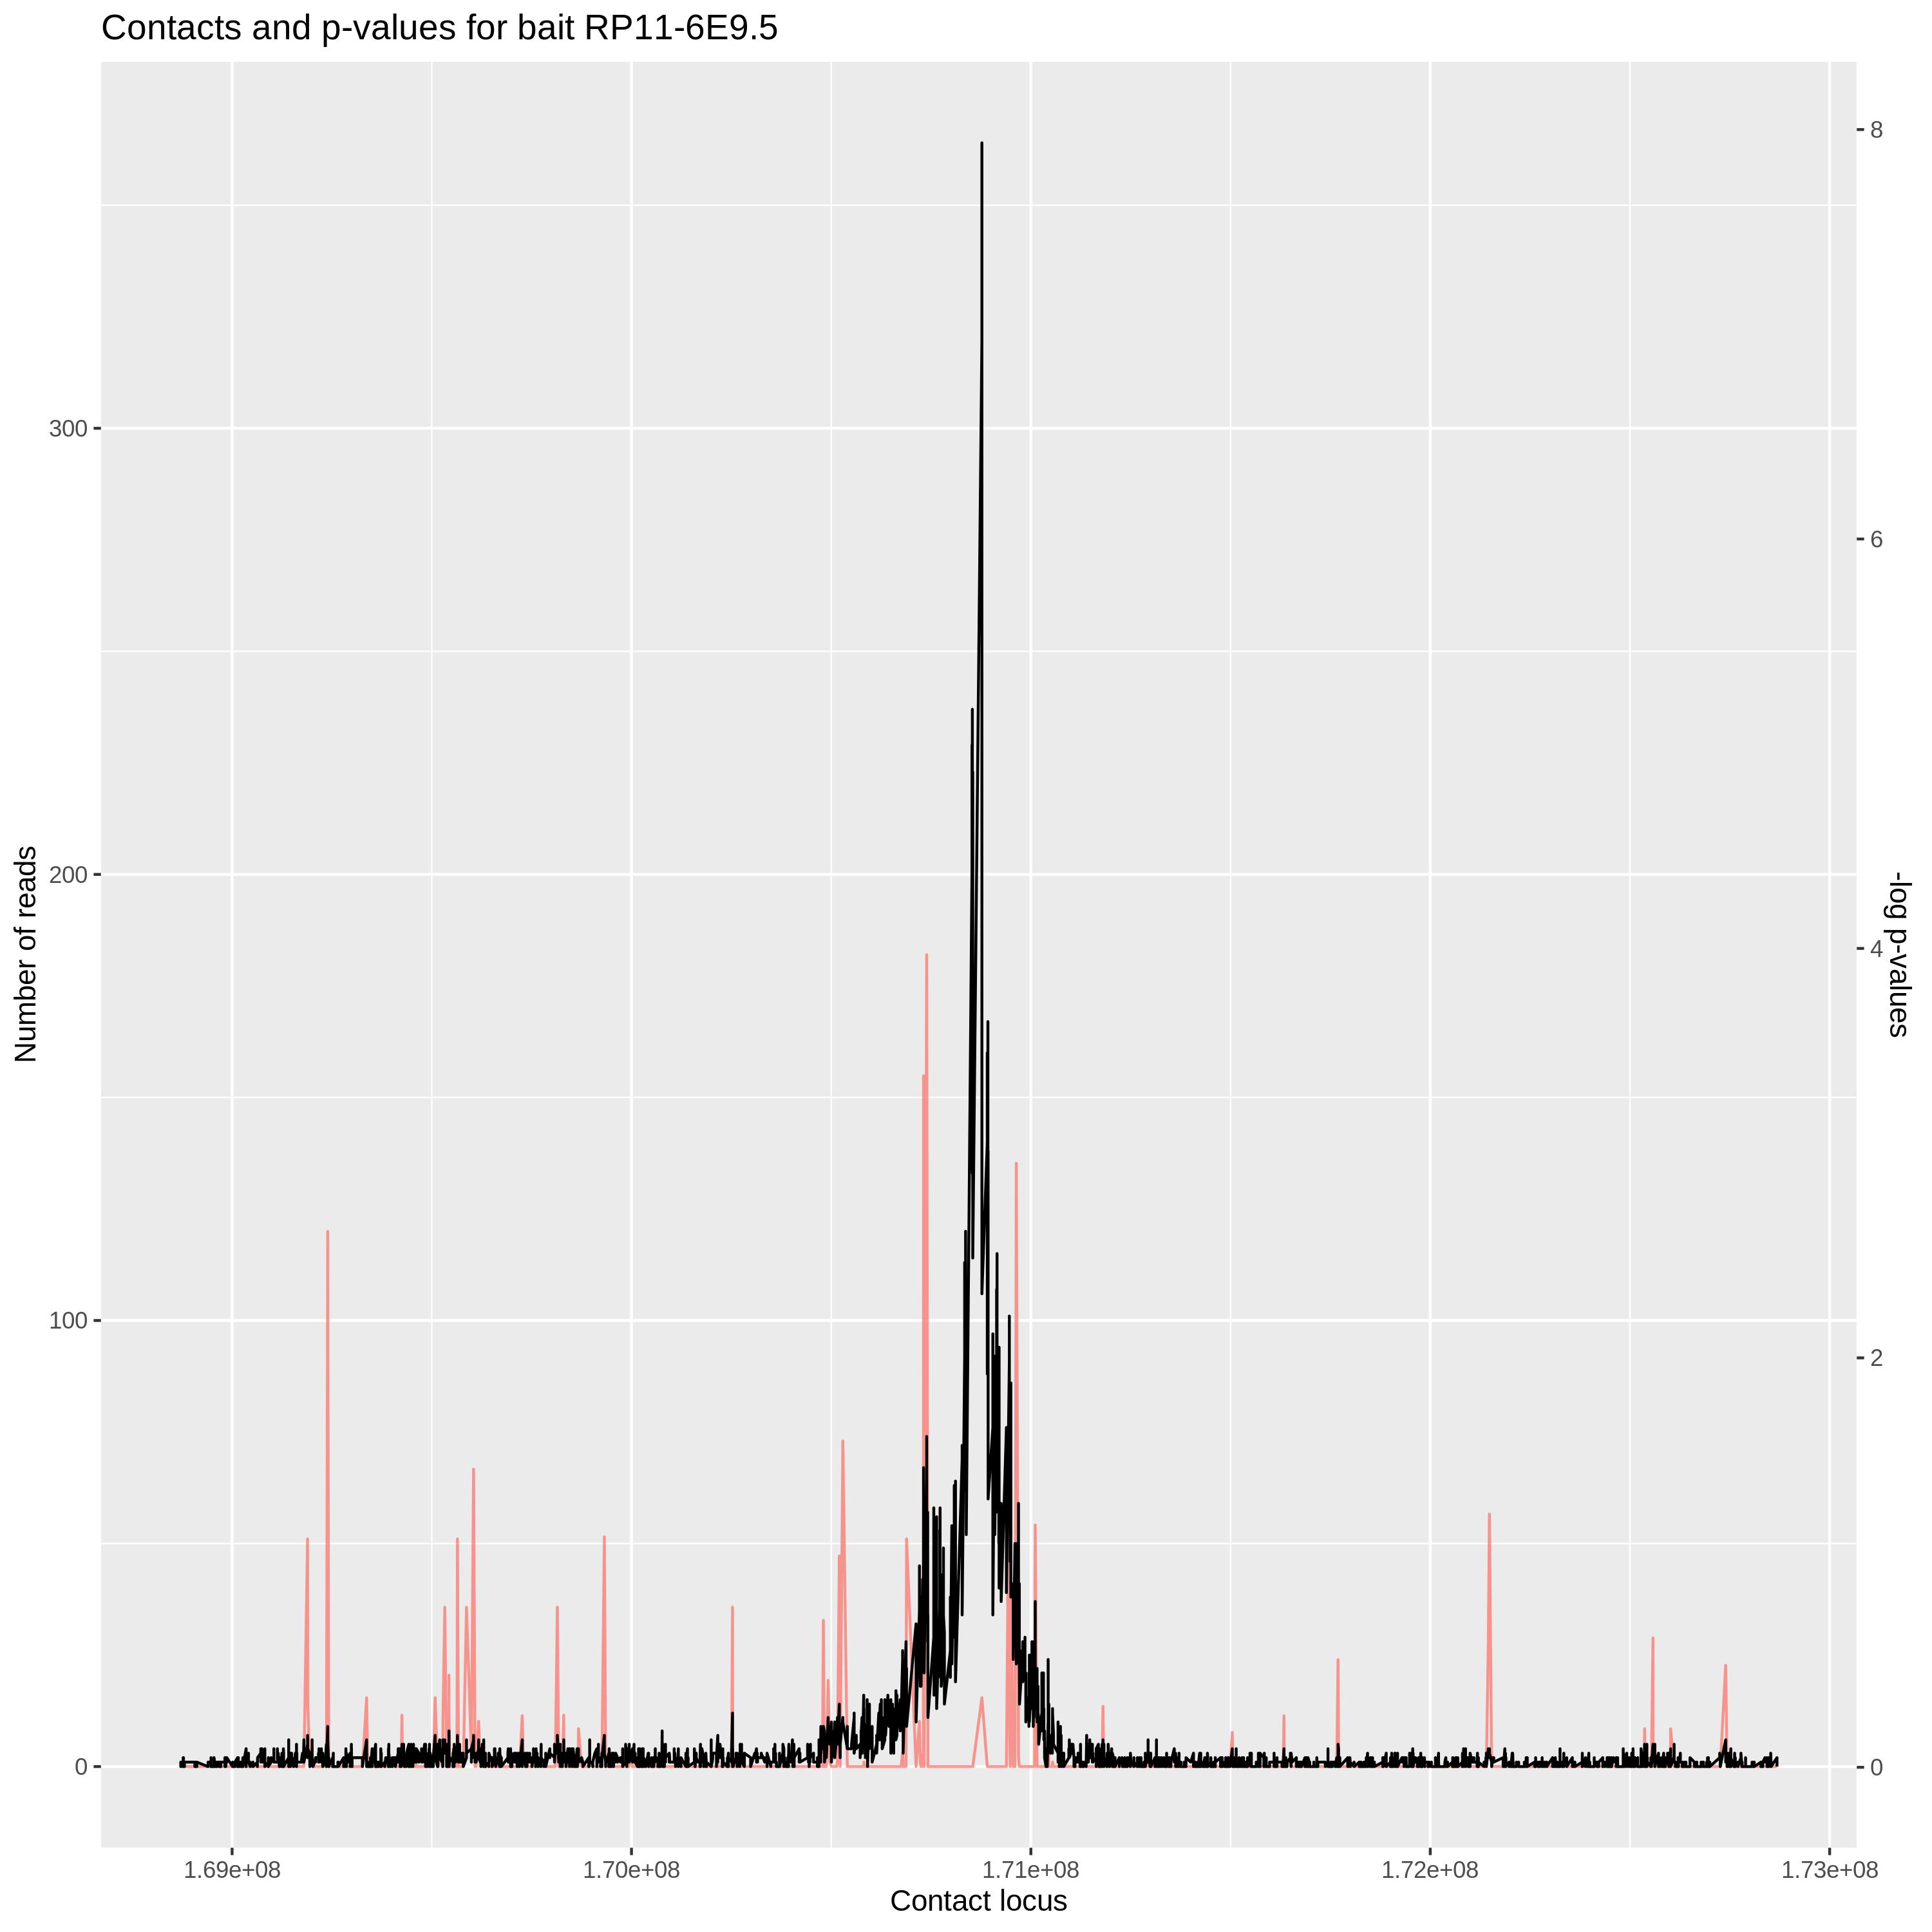 Contacts and p-values for bait RP11-6E9.5
Number of reads
300
200
100
0
8
6
4
2
0
-log p-values
1.69e+08
1.70e+08
1.71e+08
1.72e+08
1.73e+08
Contact locus